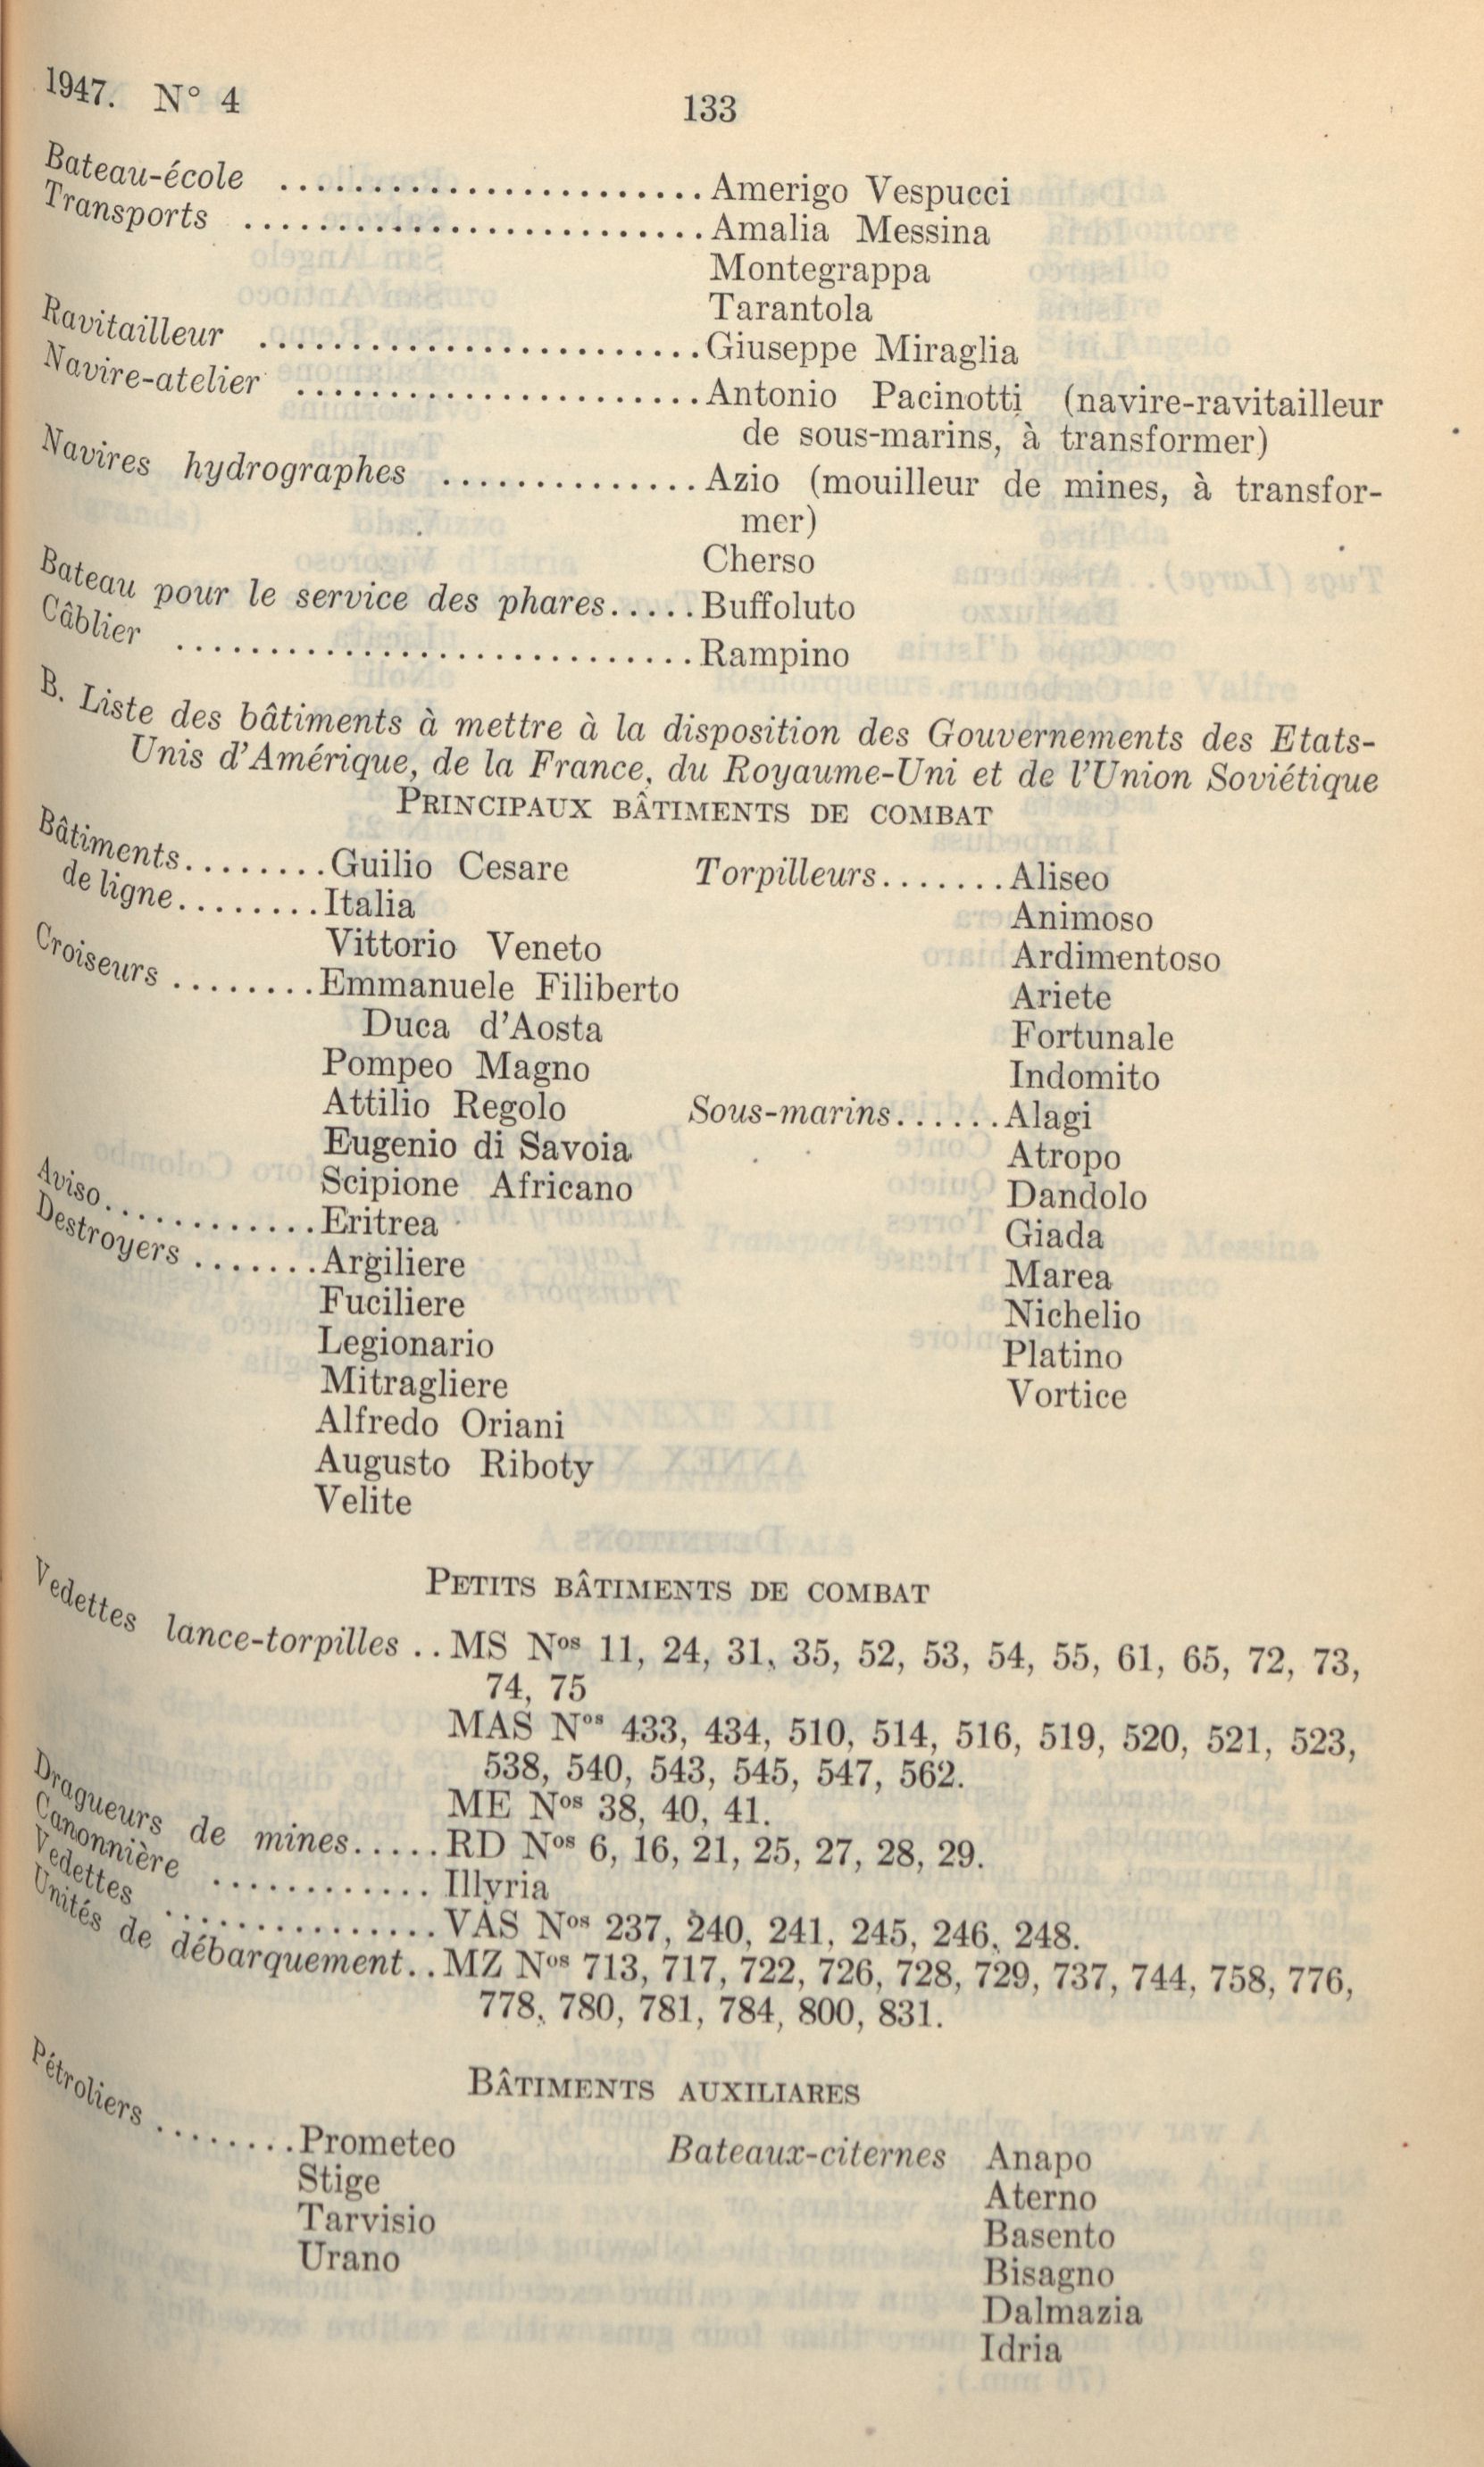 1947. N° 4
133
Bateau-école ....................... Amerigo Vespucci
Transports ......................... Amalia Messina
Montegrappa
Tarantola
Ravitailleur ........................ Giuseppe Miraglia
Navire-atelier ...................... Antonio Pacinotti (navire-ravitailleur
de sous-marins, à transformer)
Navires hydrographes .............. Azio (mouilleur de mines, à transfor-
mer)
Cherso
Bateau pour le service des phares..... Buffoluto
Câblier ............................ Rampino
B. Liste des bâtiments à mettre à la disposition des Gouvernements des Etats-
Unis d'Amérique, de la France, du Royaume-Uni et de l'Union Soviétique
PRINCIPAUX BÂTIMENTS DE COMBAT
Bâtiments........ Guilio Cesare
de ligne........ Italia
Vittorio Veneto
Croiseurs ........ Emmanuele Filiberto
Duca d'Aosta
Pompeo Magno
Attilio Regolo
Eugenio di Savoia
Scipione Africano
Aviso............ Eritrea
Destroyers ....... Argiliere
Fuciliere
Legionario
Mitragliere
Alfredo Oriani
Augusto Riboty
Velite
Torpilleurs....... Aliseo
Animoso
Ardimentoso
Ariete
Fortunale
Indomito
Sous-marins...... Alagi
Atropo
Dandolo
Giada
Marea
Nichelio
Platino
Vortice
PETITS BÂTIMENTS DE COMBAT
Vedettes lance-torpilles .. MS Nos 11, 24, 31, 35, 52, 53, 54, 55, 61, 65, 72, 73,
74, 75
MAS Nos 433, 434, 510, 514, 516, 519, 520, 521, 523,
538, 540, 543, 545, 547, 562.
ME Nos 38, 40, 41.
Dragueurs de mines..... RD Nos 6, 16, 21, 25, 27, 28, 29.
Canonnière ............ Illyria
Vedettes ............... VAS Nos 237, 240, 241, 245, 246, 248.
Unités de débarquement.. MZ Nos 713, 717, 722, 726, 728, 729, 737, 744, 758, 776,
778, 780, 781, 784, 800, 831.
BÂTIMENTS AUXILIARES
Pétroliers ........ Prometeo
Stige
Tarvisio
Urano
Bateaux-citernes Anapo
Aterno
Basento
Bisagno
Dalmazia
Idria